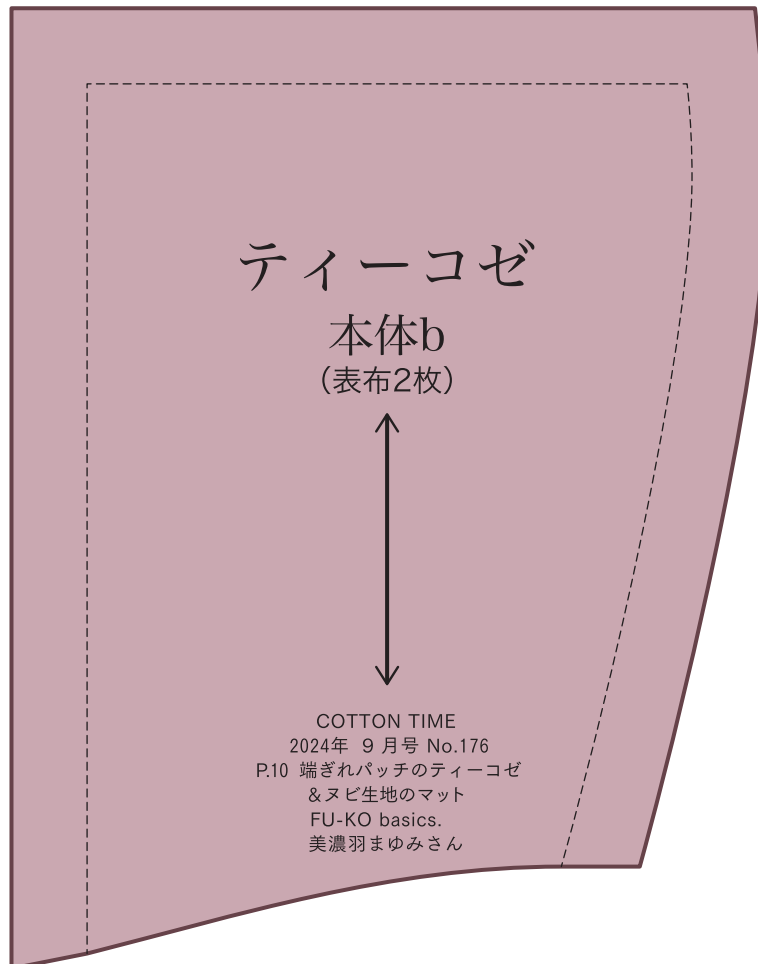 ティーコゼ
本体b
（表布2枚）
COTTON TIME
2024年 9月号 No.176
P.10 端ぎれパッチのティーコゼ
＆ヌビ生地のマット
FU-KO basics.
美濃羽まゆみさん